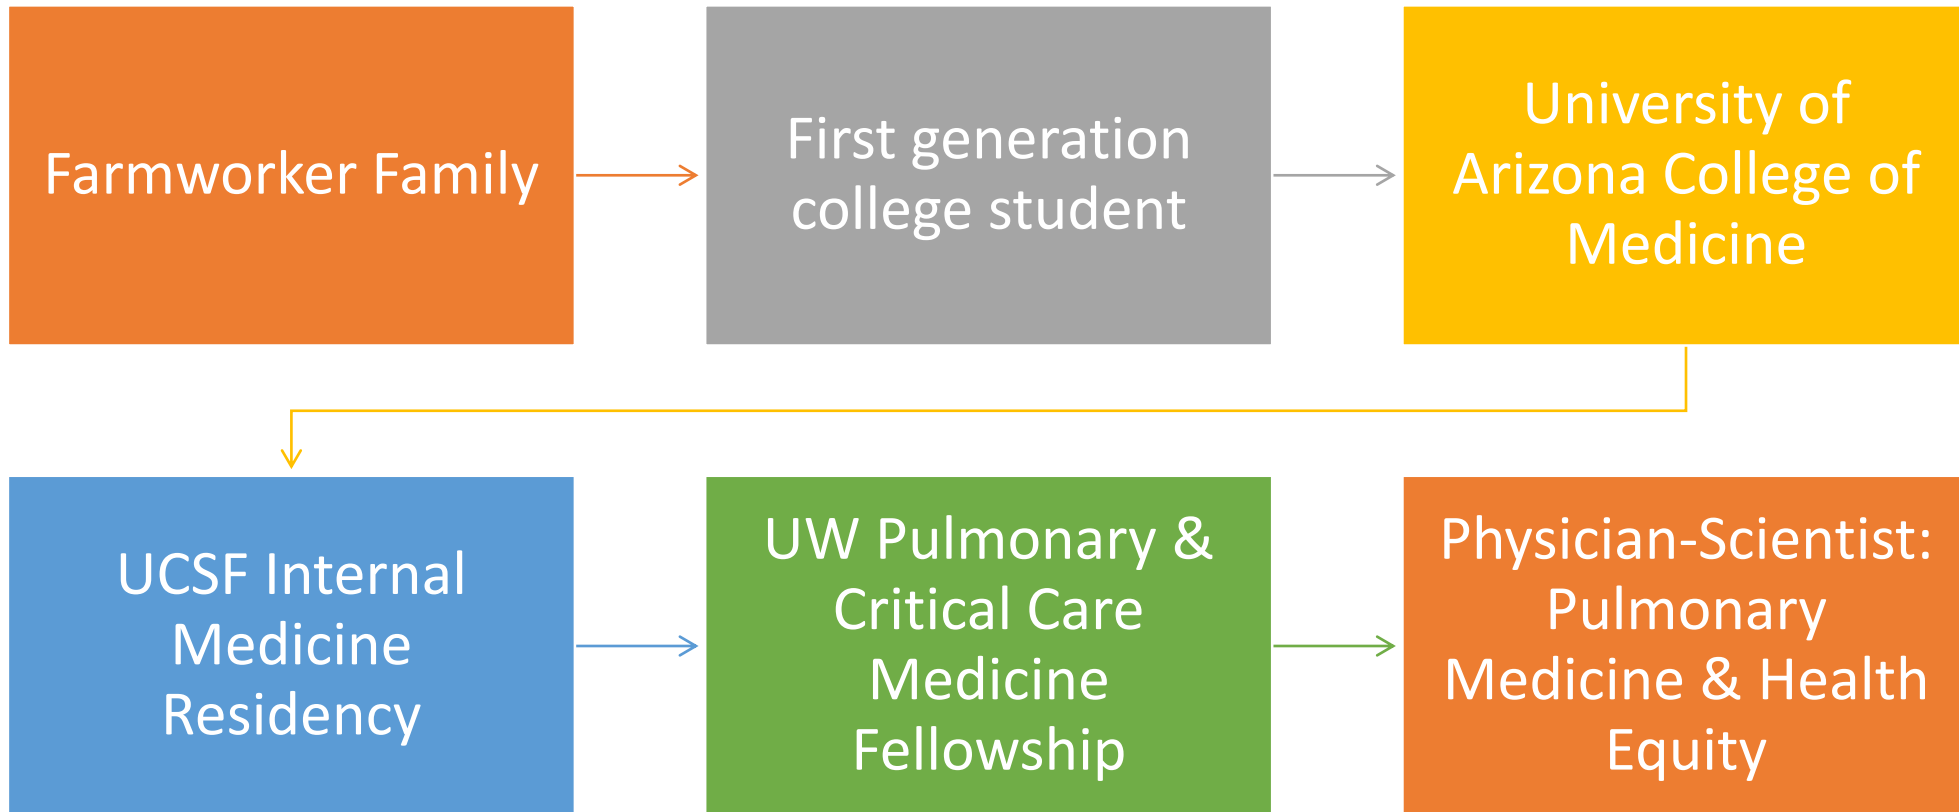 Farmworker Family
First generation
college student
University of
Arizona College of
Medicine
UCSF Internal
Medicine
Residency
UW Pulmonary &
Critical Care
Medicine
Fellowship
Physician-Scientist:
Pulmonary
Medicine & Health
Equity